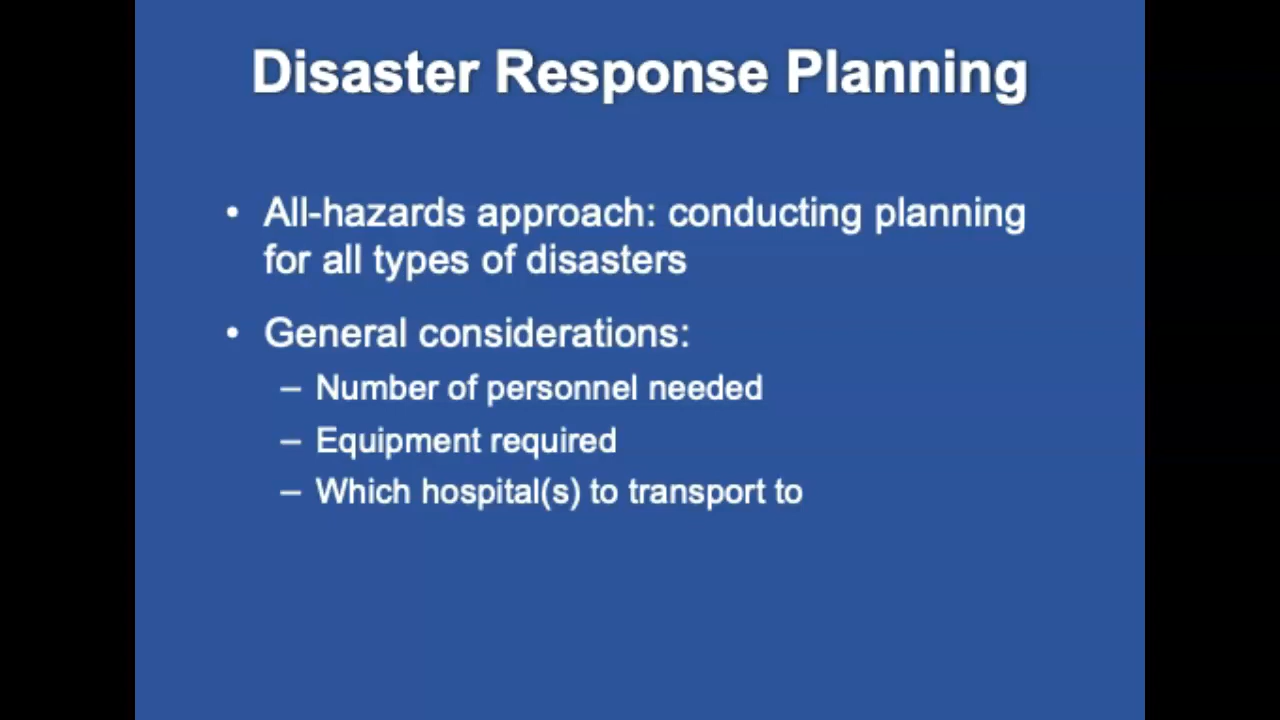 Disaster Response Planning
• All-hazards approach: conducting planning
for all types of disasters
• General considerations:
– Number of personnel needed
– Equipment required
– Which hospital(s) to transport to